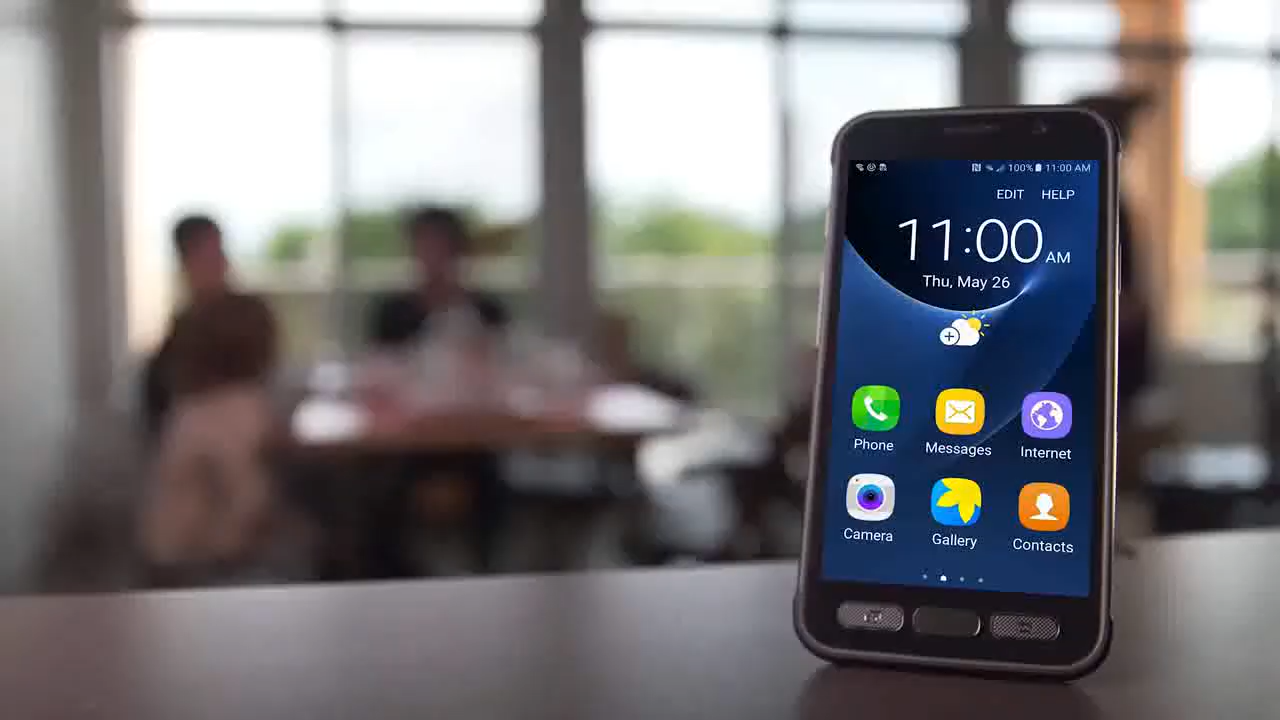 100% 11:00 AM
EDIT HELP
11:00 AM
Thu, May 26
Phone Messages Internet
Camera Gallery Contacts